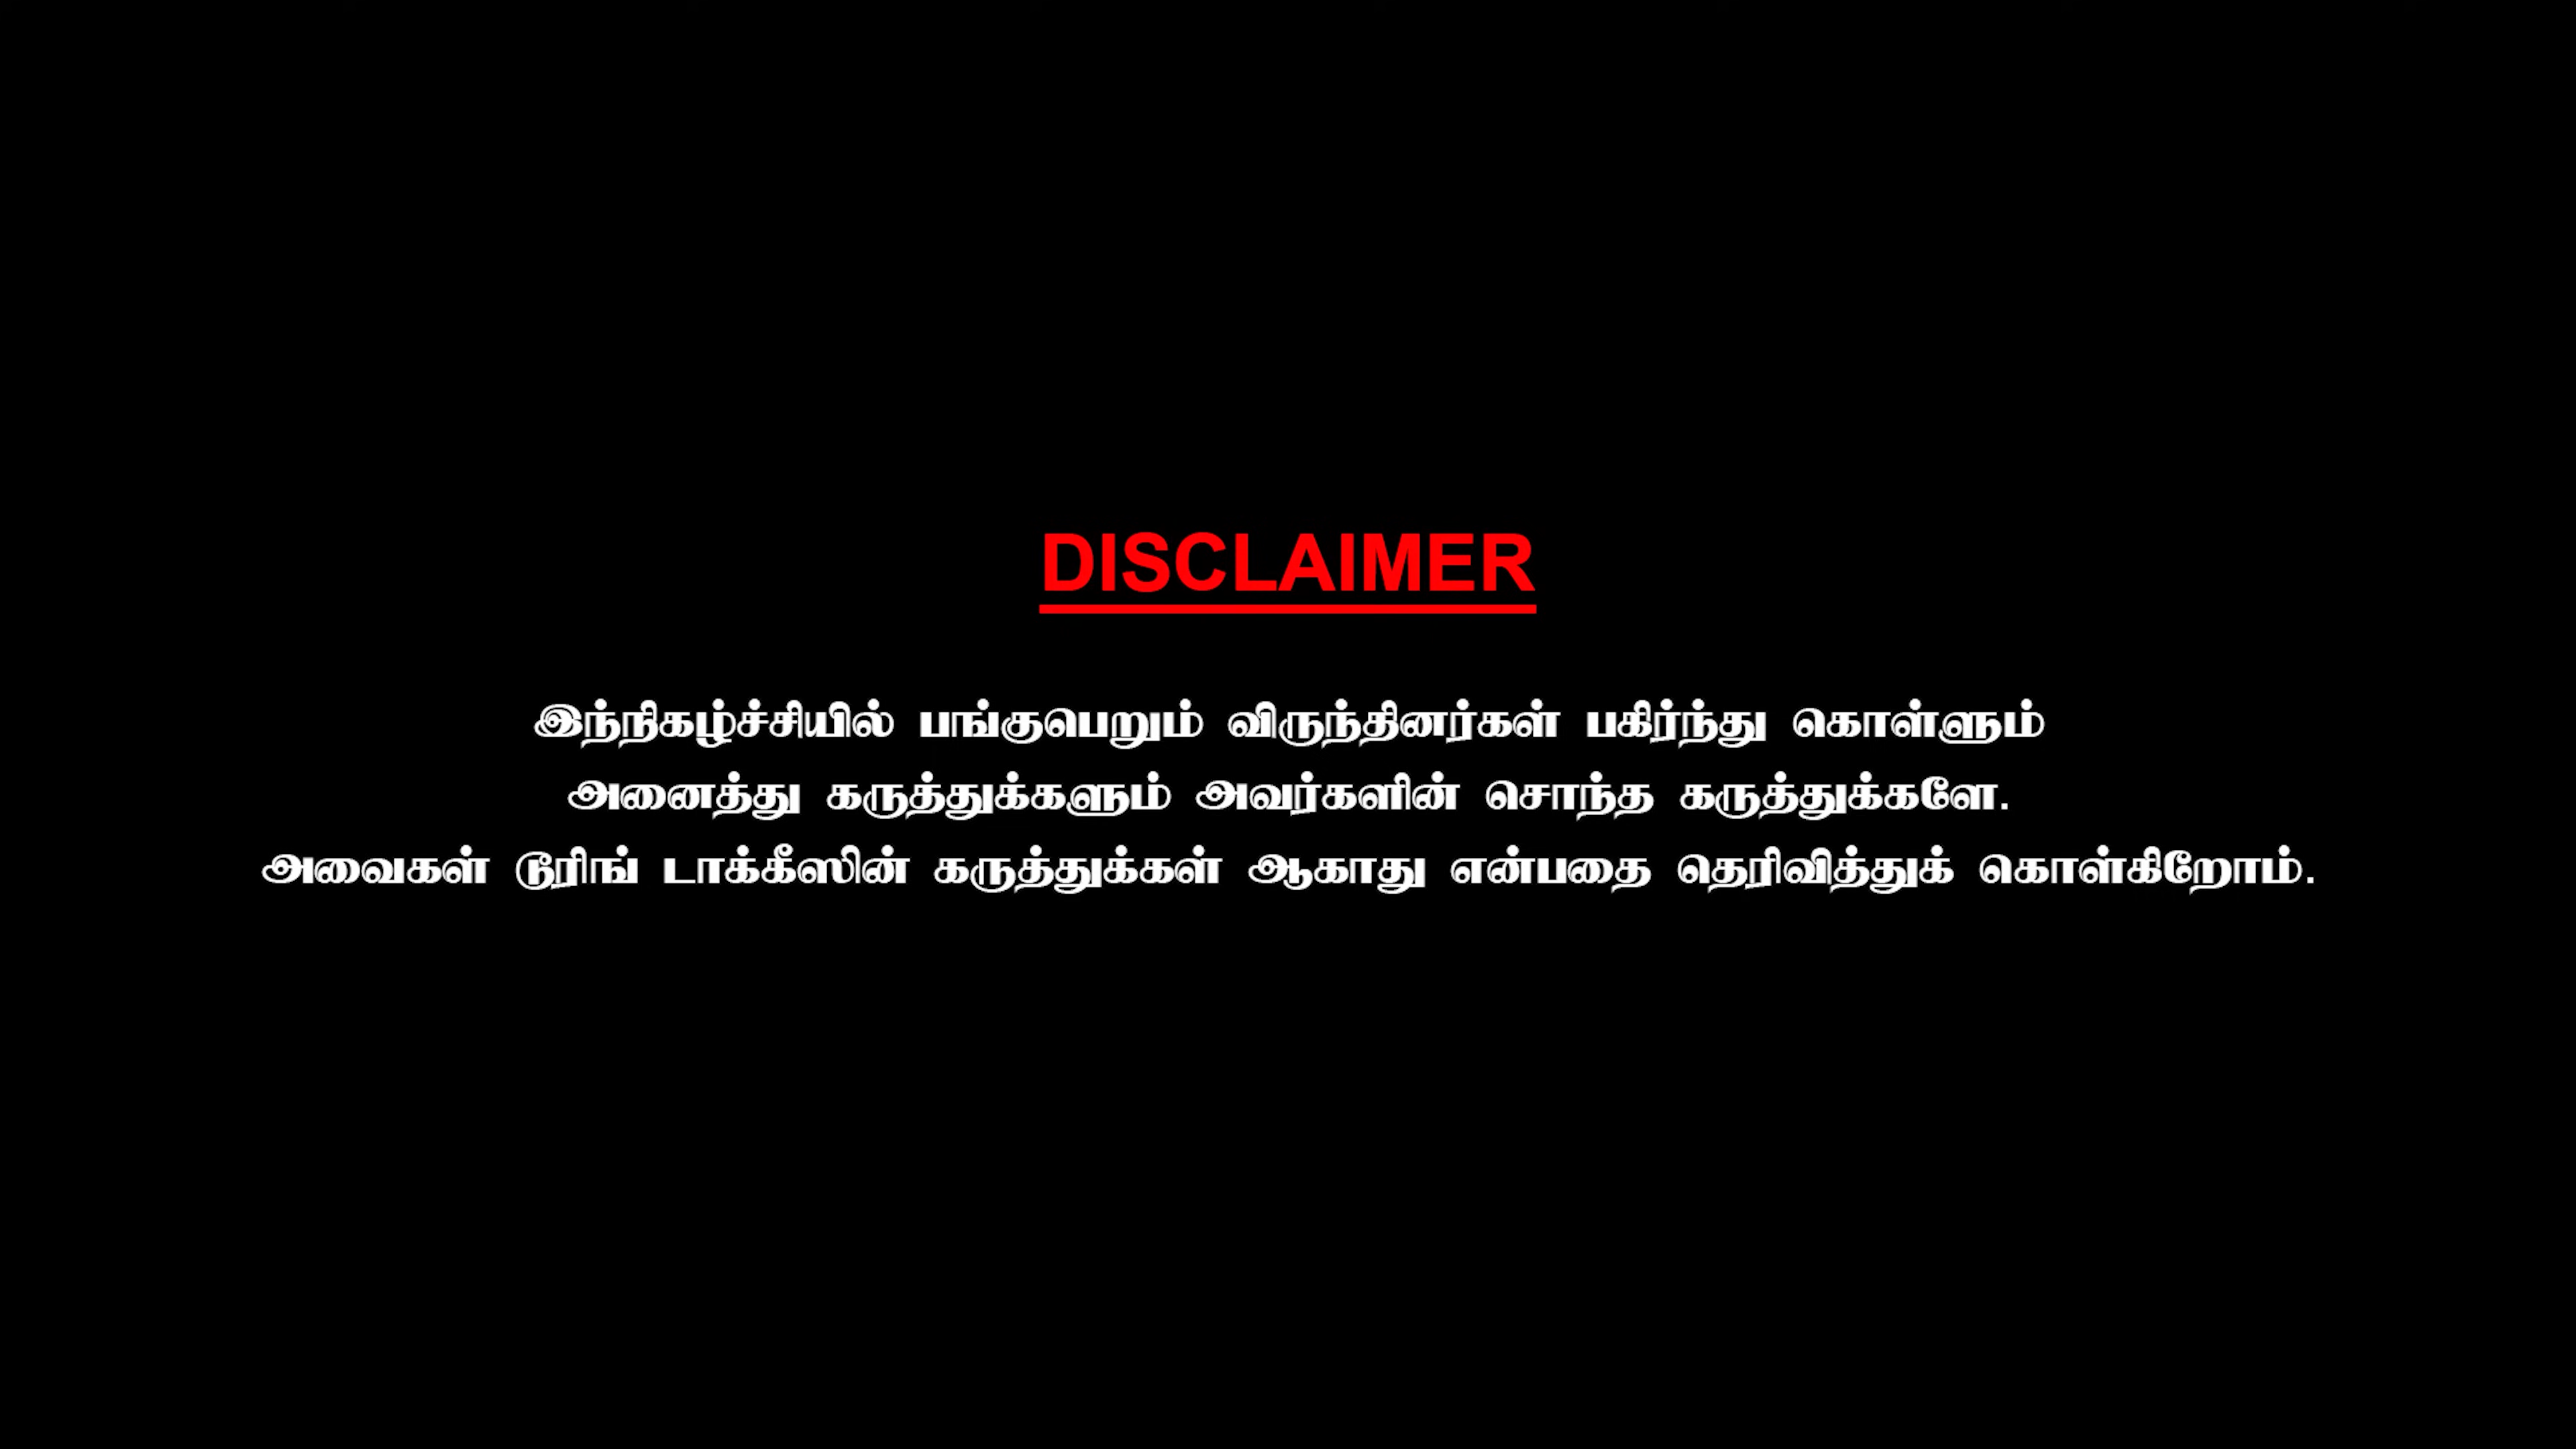 DISCLAIMER
இந்நிகழ்ச்சியில் பங்குபெறும் விருந்தினர்கள் பகிர்ந்து கொள்ளும்
அனைத்து கருத்துக்களும் அவர்களின் சொந்த கருத்துக்களே.
அவைகள் டூரிங் டாக்கீஸின் கருத்துக்கள் ஆகாது என்பதை தெரிவித்துக் கொள்கிறோம்.